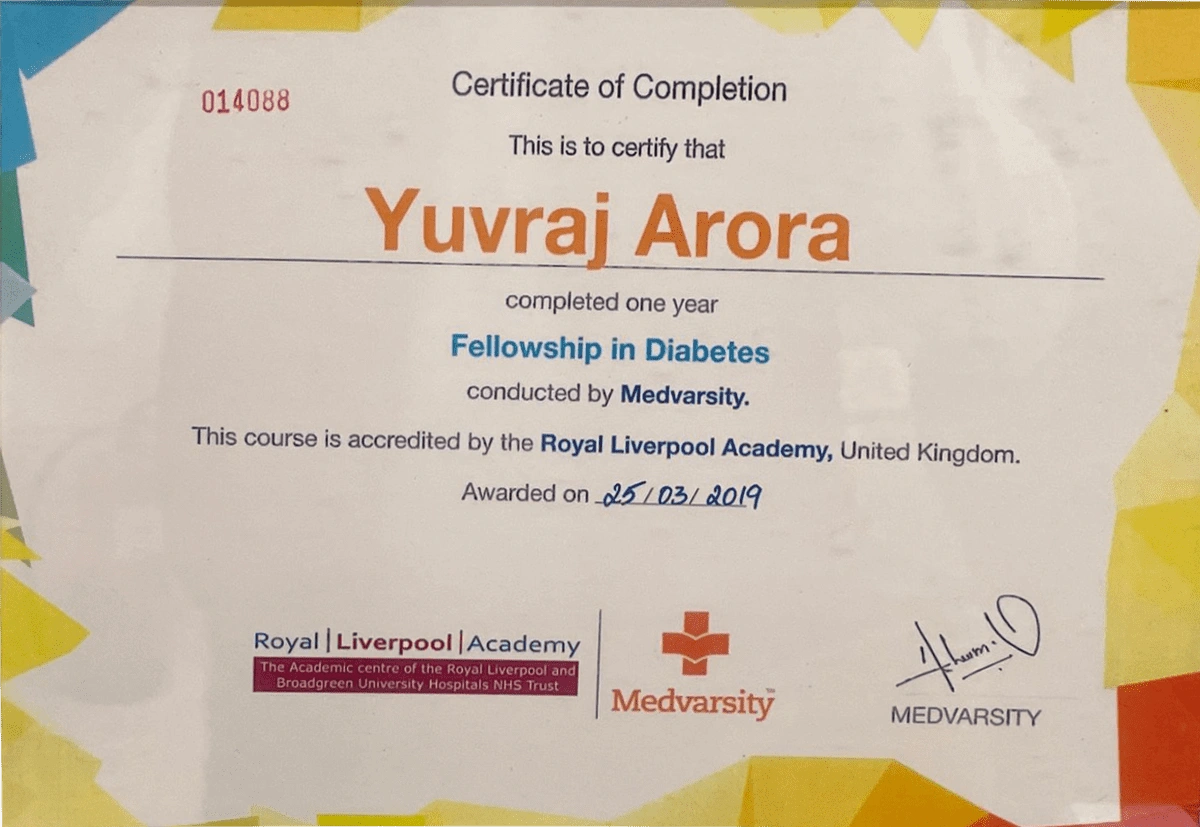 014088
Certificate of Completion
This is to certify that
Yuvraj Arora
completed one year
Fellowship in Diabetes
conducted by Medvarsity.
This course is accredited by the Royal Liverpool Academy, United Kingdom.
Awarded on 25/03/2019
Royal|Liverpool|Academy
The Academic centre of the Royal Liverpool and
Broadgreen University Hospitals NHS Trust
Medvarsity™
MEDVARSITY